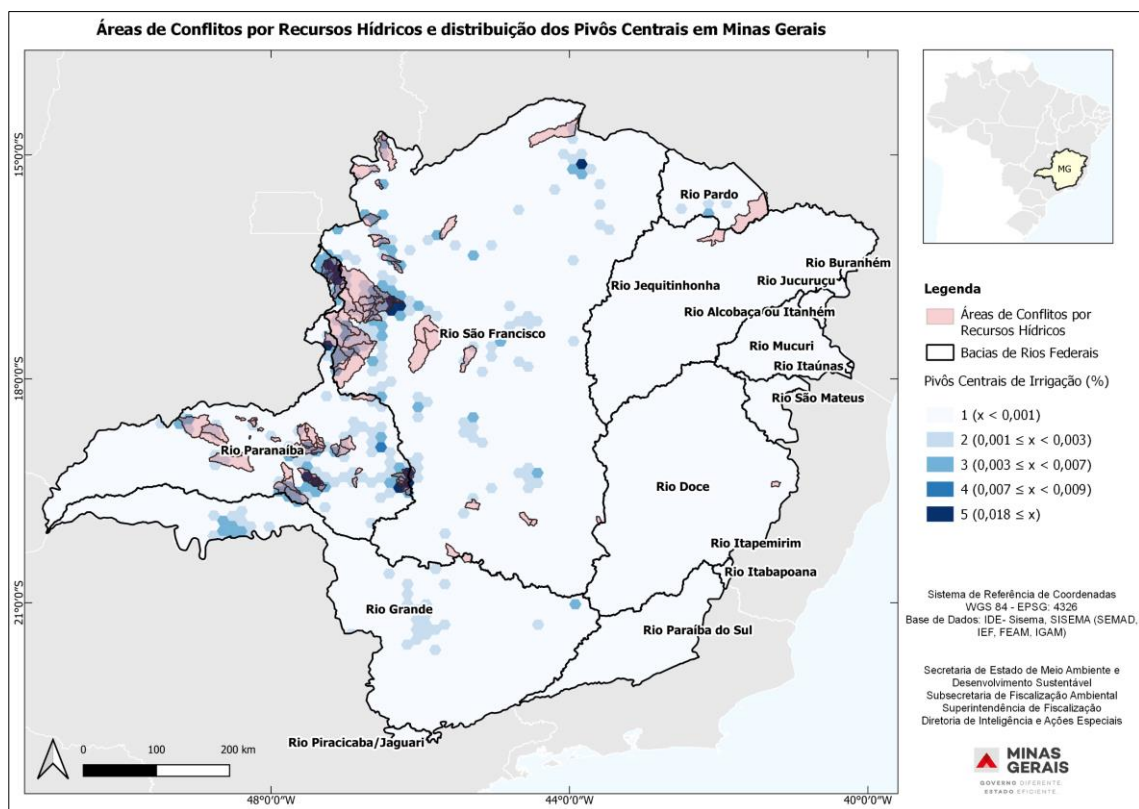 Áreas de Conflitos por Recursos Hídricos e distribuição dos Pivôs Centrais em Minas Gerais
15°0'0"S
18°0'0"S
21°0'0"S
48°0'0"W
44°0'0"W
40°0'0"W
Rio Pardo
Rio Buranhém
Rio Jequitinhonha
Rio Jucuruçu
Rio Alcobaça ou Itanhém
Rio São Francisco
Rio Mucuri
Rio Itaúnas
Rio São Mateus
Rio Paranaíba
Rio Doce
Rio Itapemirim
Rio Itabapoana
Rio Grande
Rio Paraíba do Sul
Rio Piracicaba/Jaguari
0 100 200 km
MG
Legenda
Áreas de Conflitos por
Recursos Hídricos
Bacias de Rios Federais
Pivôs Centrais de Irrigação (%)
1 (x < 0,001)
2 (0,001 ≤ x < 0,003)
3 (0,003 ≤ x < 0,007)
4 (0,007 ≤ x < 0,009)
5 (0,018 ≤ x)
Sistema de Referência de Coordenadas
WGS 84 - EPSG: 4326
Base de Dados: IDE- Sisema, SISEMA (SEMAD,
IEF, FEAM, IGAM)
Secretaria de Estado de Meio Ambiente e
Desenvolvimento Sustentável
Subsecretaria de Fiscalização Ambiental
Superintendência de Fiscalização
Diretoria de Inteligência e Ações Especiais
MINAS
GERAIS
GOVERNO DIFERENTE.
ESTADO EFICIENTE.